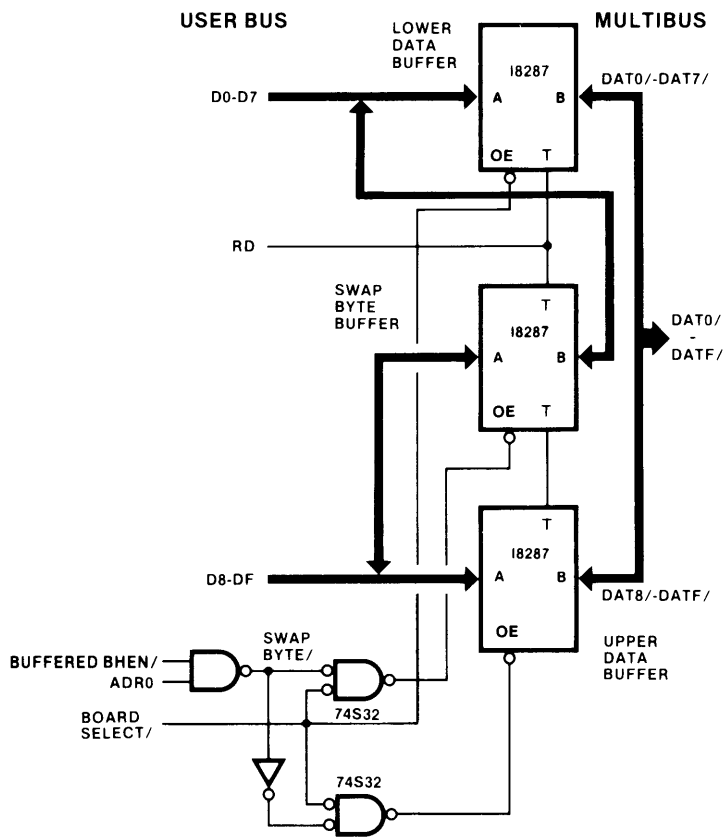 USER BUS
MULTIBUS
LOWER
DATA
BUFFER
I8287
DAT0/-DAT7/
D0-D7
A
B
OE
T
RD
SWAP
BYTE
BUFFER
T
I8287
DAT0/
-
DATF/
A
B
OE
T
T
I8287
D8-DF
A
B
DAT8/-DATF/
OE
UPPER
DATA
BUFFER
SWAP
BYTE/
BUFFERED BHEN/
ADR0
BOARD
SELECT/
74S32
74S32